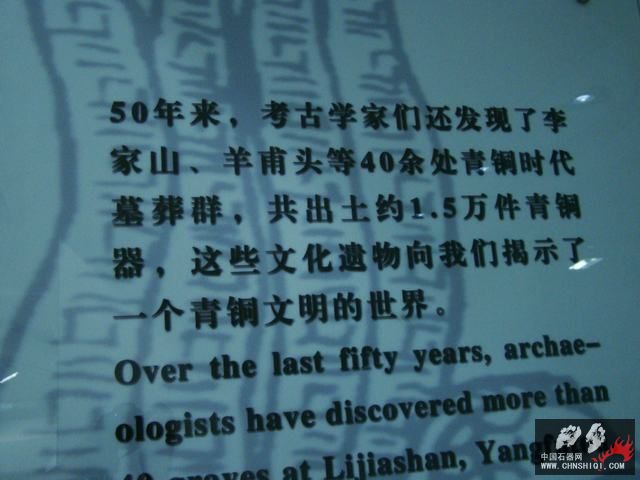 50年来，考古学家们还发现了李
家山、羊甫头等40余处青铜时代
墓葬群，共出土约1.5万件青铜
器，这些文化遗物向我们揭示了
一个青铜文明的世界。
Over the last fifty years, archae-
ologists have discovered more than
graves at Lijiashan,
中国石器网
WWW.CHNSHIQI.COM